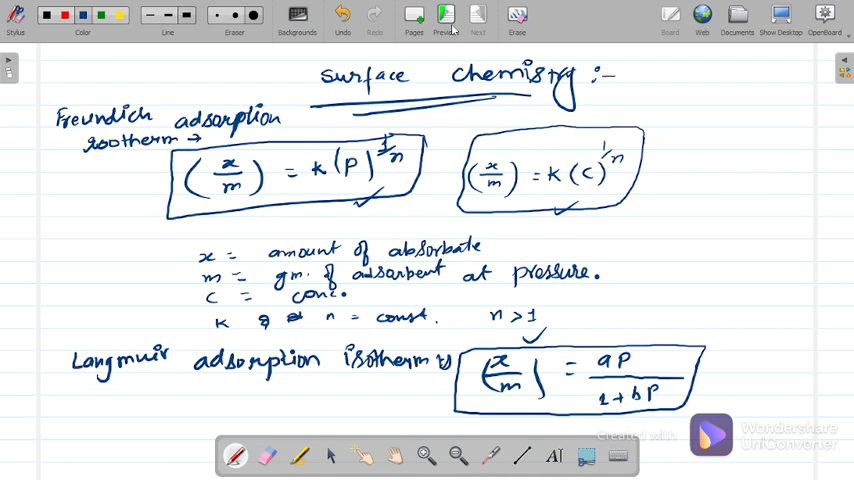 Stylus Color Line Eraser Backgrounds Undo Redo Pages Previous Next Erase Board Web Documents Show Desktop OpenBoard
surface chemistry :-
Freundich adsorption
isotherm →
(x/m) = K (P)^1/n (x/m) = K (C)^1/n
x = amount of absorbate
m = gm. of adsorbent at pressure.
c = conc.
K n = const. n > 1
Langmuir adsorption isotherm (x/m) = aP / 1 + bP
Created with Wondershare
UniConverter